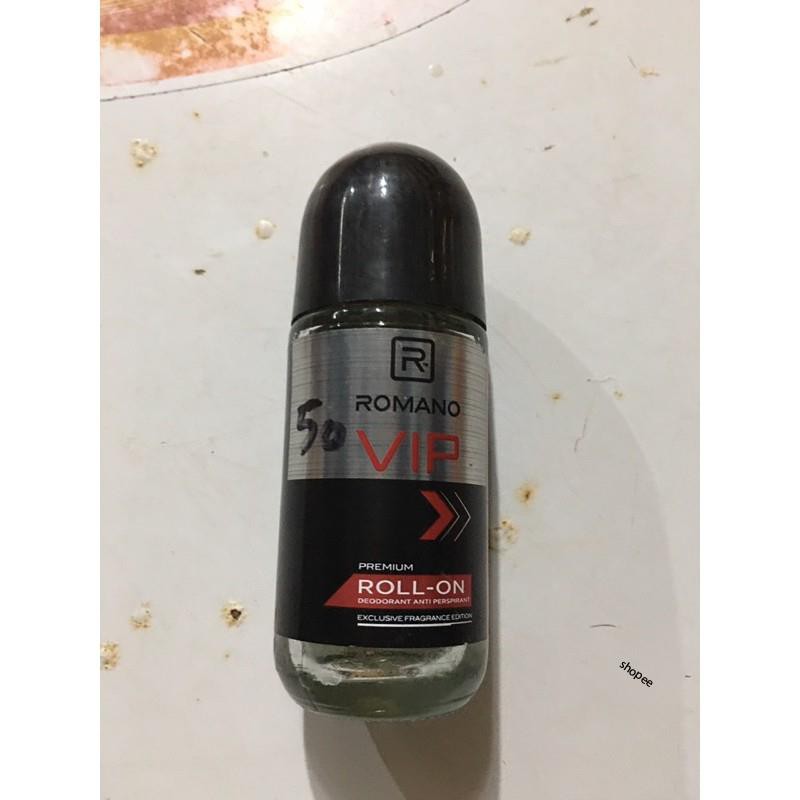 R
ROMANO
50
VIP
PREMIUM
ROLL-ON
DEODORANT ANTI PERSPIRANT
EXCLUSIVE FRAGRANCE EDITION
shopee